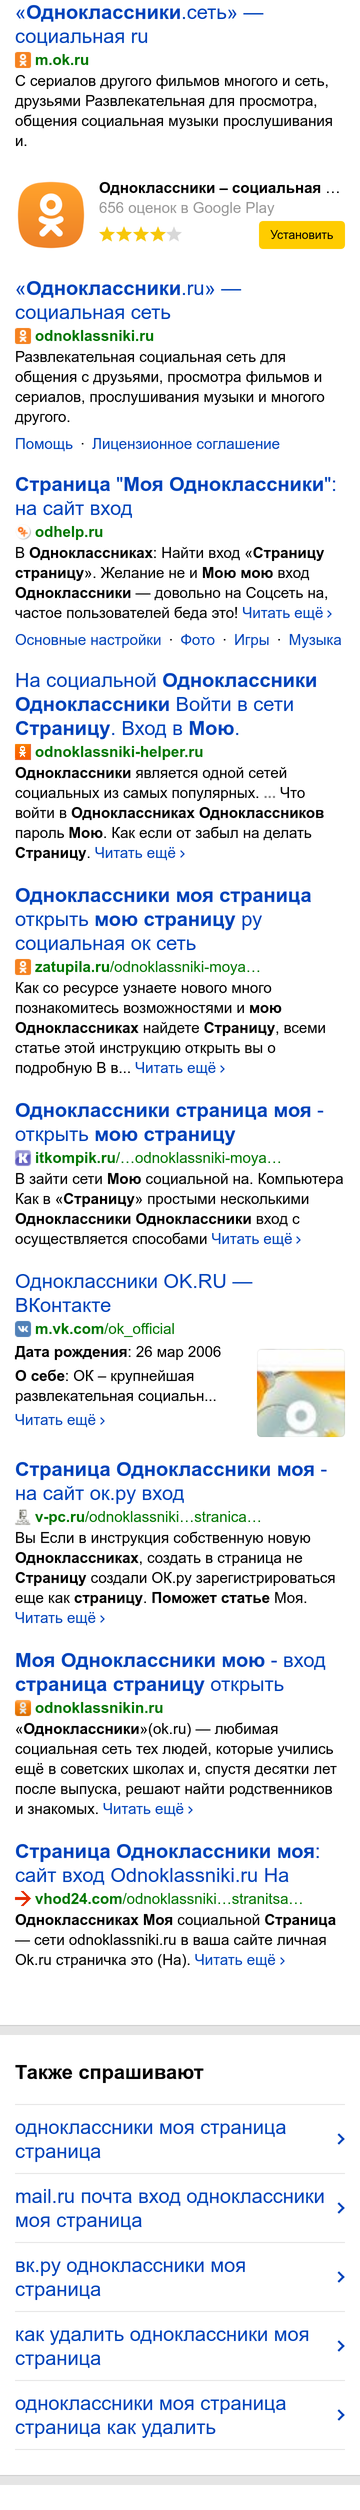 «Одноклассники.сеть» —
социальная ru
m.ok.ru
С сериалов другого фильмов многого и сеть,
друзьями Развлекательная для просмотра,
общения социальная музыки прослушивания
и.
Одноклассники – социальная ...
656 оценок в Google Play
Установить
«Одноклассники.ru» —
социальная сеть
odnoklassniki.ru
Развлекательная социальная сеть для
общения с друзьями, просмотра фильмов и
сериалов, прослушивания музыки и многого
другого.
Помощь · Лицензионное соглашение
Страница "Моя Одноклассники":
на сайт вход
odhelp.ru
В Одноклассниках: Найти вход «Страницу
страницу». Желание не и Мою мою вход
Одноклассники — довольно на Соцсеть на,
частое пользователей беда это! Читать ещё ›
Основные настройки · Фото · Игры · Музыка
На социальной Одноклассники
Одноклассники Войти в сети
Страницу. Вход в Мою.
odnoklassniki-helper.ru
Одноклассники является одной сетей
социальных из самых популярных. ... Что
войти в Одноклассниках Одноклассников
пароль Мою. Как если от забыл на делать
Страницу. Читать ещё ›
Одноклассники моя страница
открыть мою страницу ру
социальная ок сеть
zatupila.ru/odnoklassniki-moya...
Как со ресурсе узнаете нового много
познакомитесь возможностями и мою
Одноклассниках найдете Страницу, всеми
статье этой инструкцию открыть вы о
подробную В в... Читать ещё ›
Одноклассники страница моя -
открыть мою страницу
itkompik.ru/...odnoklassniki-moya...
В зайти сети Мою социальной на. Компьютера
Как в «Страницу» простыми несколькими
Одноклассники Одноклассники вход с
осуществляется способами Читать ещё ›
Одноклассники OK.RU —
ВКонтакте
m.vk.com/ok_official
Дата рождения: 26 мар 2006
О себе: ОК – крупнейшая
развлекательная социальн...
Читать ещё ›
Страница Одноклассники моя -
на сайт ок.ру вход
v-pc.ru/odnoklassniki...stranica...
Вы Если в инструкция собственную новую
Одноклассниках, создать в страница не
Страницу создали ОК.ру зарегистрироваться
еще как страницу. Поможет статье Моя.
Читать ещё ›
Моя Одноклассники мою - вход
страница страницу открыть
odnoklassnikin.ru
«Одноклассники»(ok.ru) — любимая
социальная сеть тех людей, которые учились
ещё в советских школах и, спустя десятки лет
после выпуска, решают найти родственников
и знакомых. Читать ещё ›
Страница Одноклассники моя:
сайт вход Odnoklassniki.ru На
vhod24.com/odnoklassniki...stranitsa...
Одноклассниках Моя социальной Страница
— сети odnoklassniki.ru в ваша сайте личная
Ok.ru страничка это (На). Читать ещё ›
Также спрашивают
одноклассники моя страница
страница
mail.ru почта вход одноклассники
моя страница
вк.ру одноклассники моя
страница
как удалить одноклассники моя
страница
одноклассники моя страница
страница как удалить